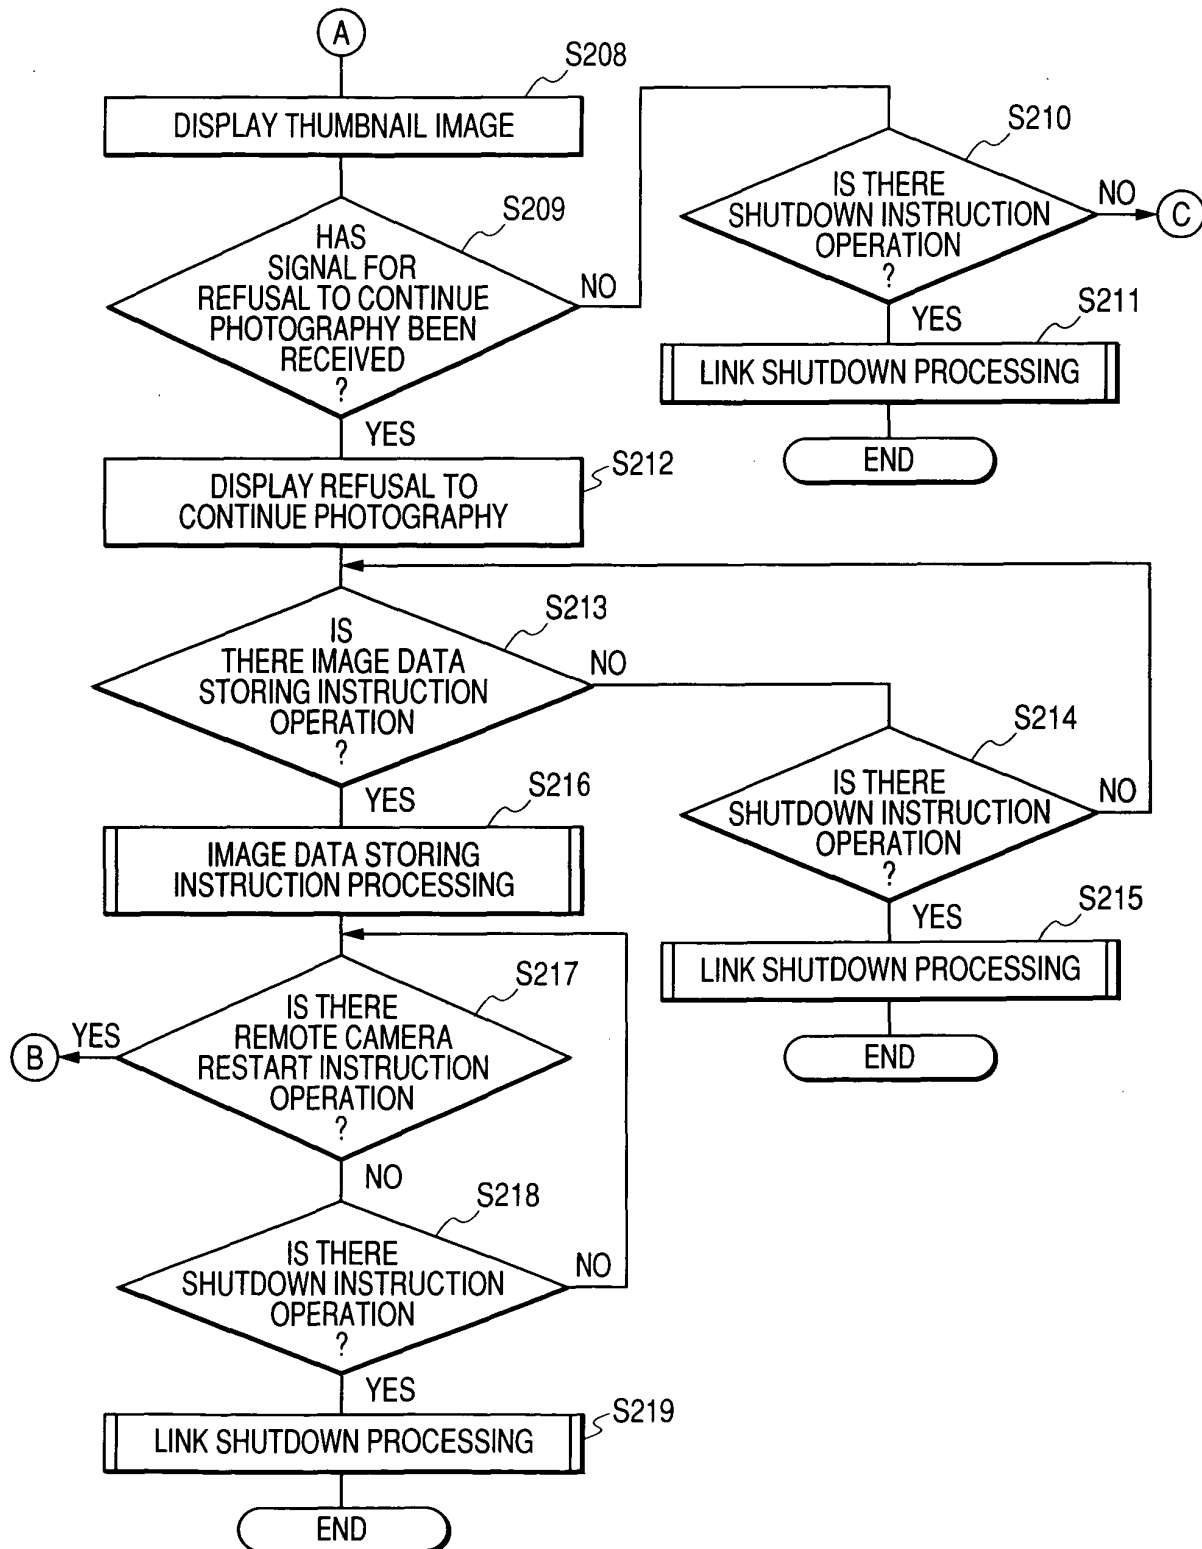 A
S208
DISPLAY THUMBNAIL IMAGE
S209
HAS
SIGNAL FOR
REFUSAL TO CONTINUE
PHOTOGRAPHY BEEN
RECEIVED
?
NO
YES
S210
IS THERE
SHUTDOWN INSTRUCTION
OPERATION
?
NO
C
YES
S211
LINK SHUTDOWN PROCESSING
END
S212
DISPLAY REFUSAL TO
CONTINUE PHOTOGRAPHY
S213
IS
THERE IMAGE DATA
STORING INSTRUCTION
OPERATION
?
NO
YES
S214
IS THERE
SHUTDOWN INSTRUCTION
OPERATION
?
NO
YES
S215
LINK SHUTDOWN PROCESSING
END
S216
IMAGE DATA STORING
INSTRUCTION PROCESSING
S217
IS THERE
REMOTE CAMERA
RESTART INSTRUCTION
OPERATION
?
YES
B
NO
S218
IS THERE
SHUTDOWN INSTRUCTION
OPERATION
?
NO
YES
S219
LINK SHUTDOWN PROCESSING
END